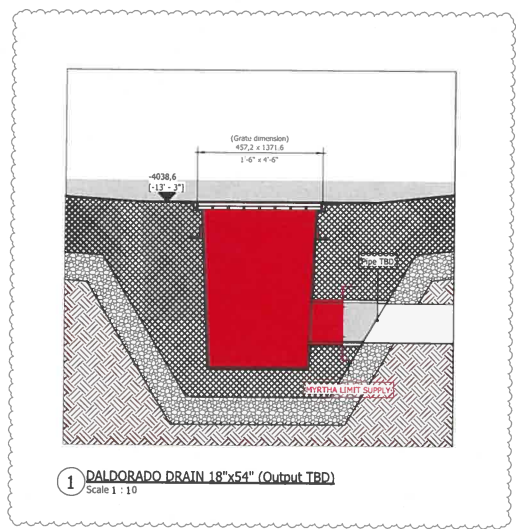 (Grate dimension)
457,2 x 1371.6
1'-6" x 4'-6"
-4038,6
[-13' - 3"]
Pipe TBD
MYRTHA LIMIT SUPPLY
1 DALDORADO DRAIN 18"x54" (Output TBD)
Scale 1 : 10